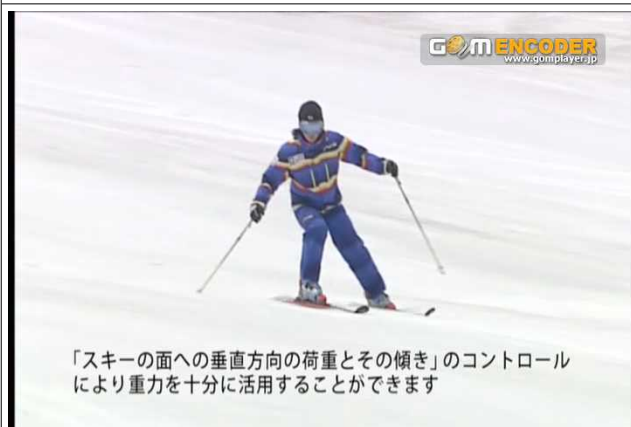 GOM ENCODER
www.gomplayer.jp
「スキーの面への垂直方向の荷重とその傾き」のコントロール
により重力を十分に活用することができます